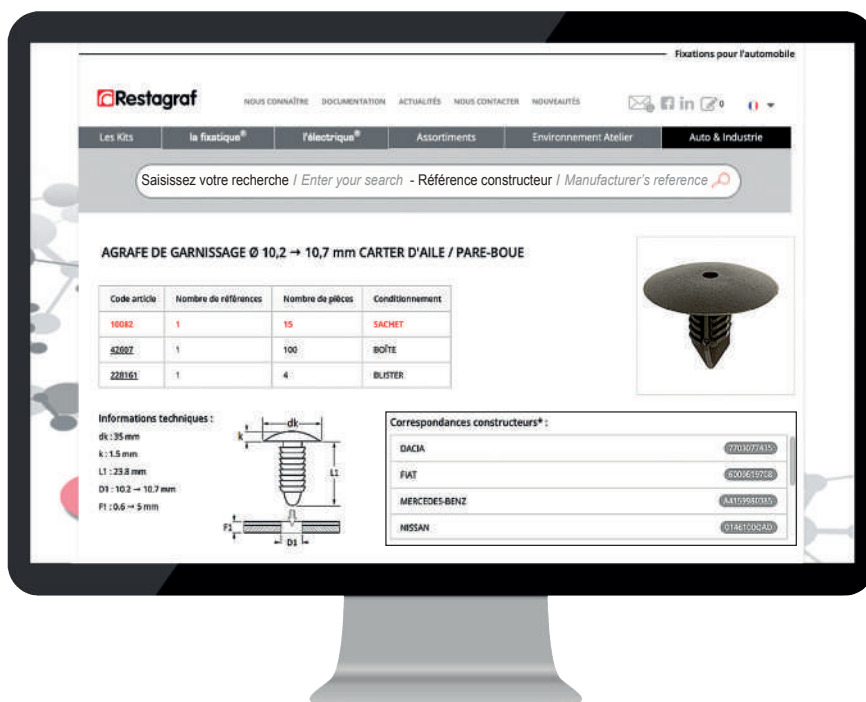 Fixations pour l'automobile
Restagraf
NOUS CONNAÎTRE DOCUMENTATION ACTUALITÉS NOUS CONTACTER NOUVEAUTÉS 0
Les Kits la fixatique® l'électrique® Assortiments Environnement Atelier Auto & Industrie
Saisissez votre recherche / Enter your search - Référence constructeur / Manufacturer's reference
AGRAFE DE GARNISSAGE Ø 10,2 → 10,7 mm CARTER D'AILE / PARE-BOUE
Code article Nombre de références Nombre de pièces Conditionnement
10082 1 15 SACHET
42607 1 100 BOÎTE
228161 1 4 BLISTER
Informations techniques :
dk : 35 mm
k : 1.5 mm
L1 : 23.8 mm
D1 : 10.2 → 10.7 mm
F1 : 0.6 → 5 mm
dk
k
L1
F1
D1
Correspondances constructeurs* :
DACIA 7703077435
FIAT
MERCEDES-BENZ
NISSAN